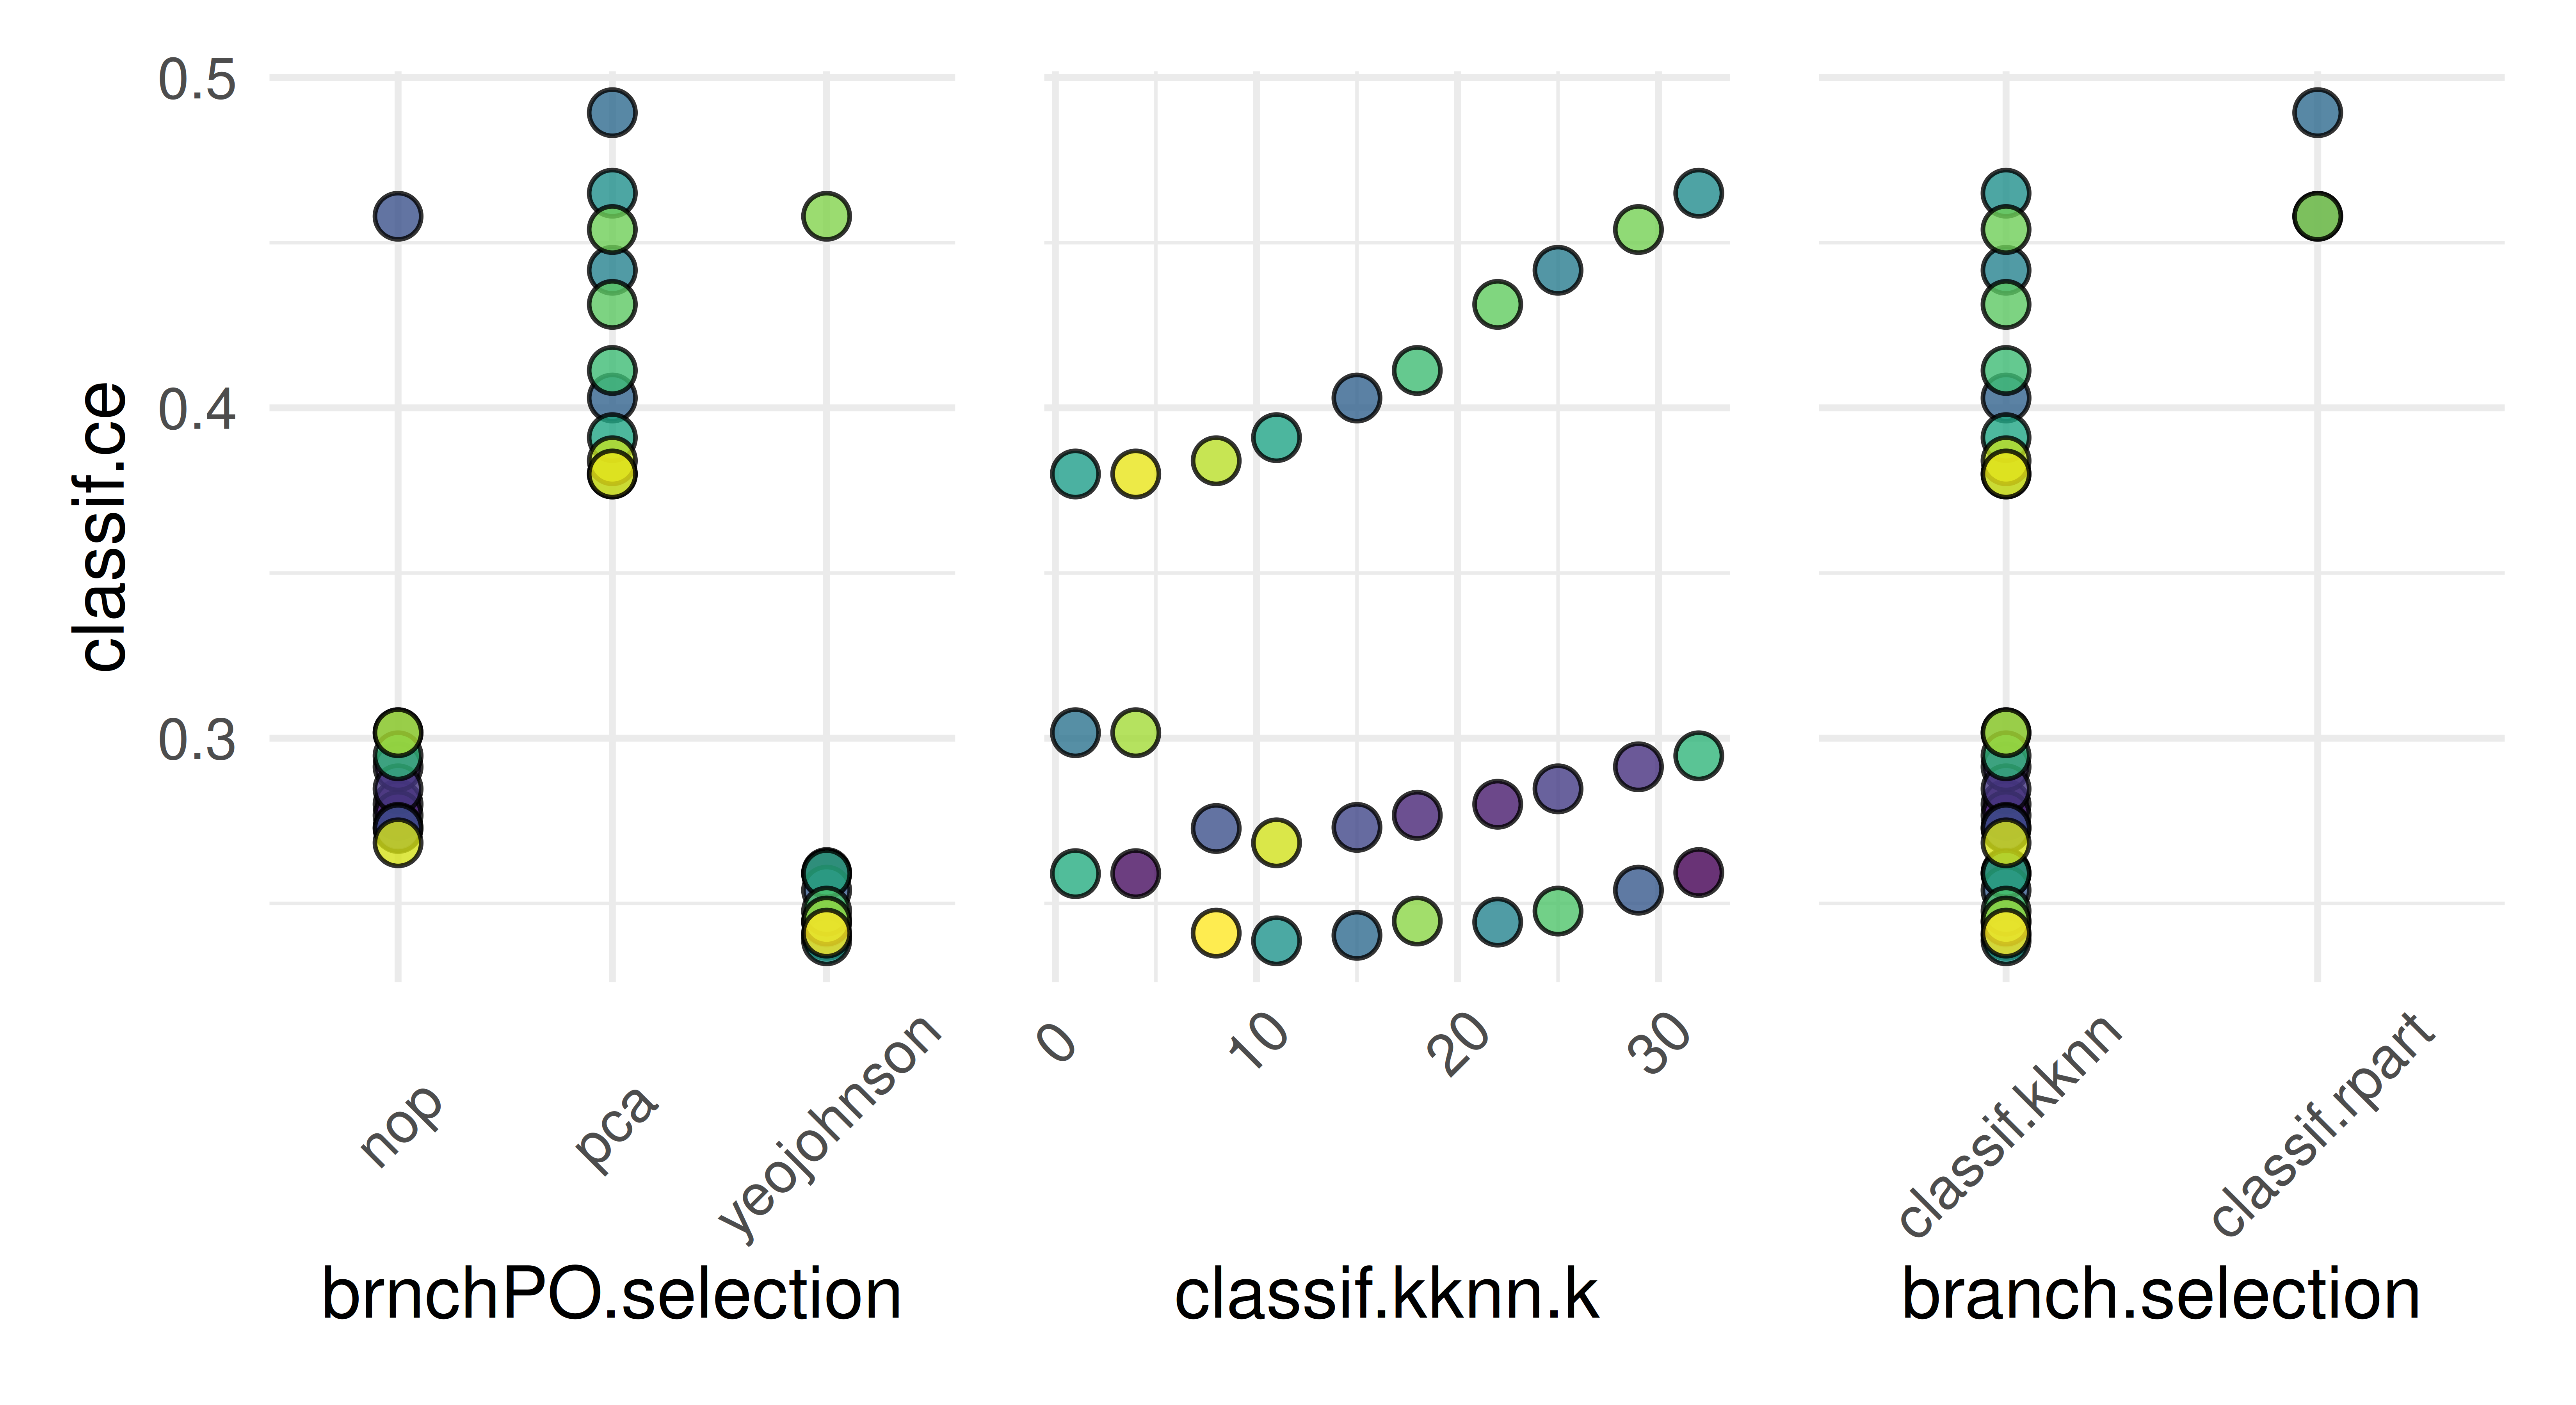 classif.ce
0.5
0.4
0.3
nop
pca
yeojohnson
brnchPO.selection
0
10
20
30
classif.kknn.k
classif.kknn
classif.rpart
branch.selection